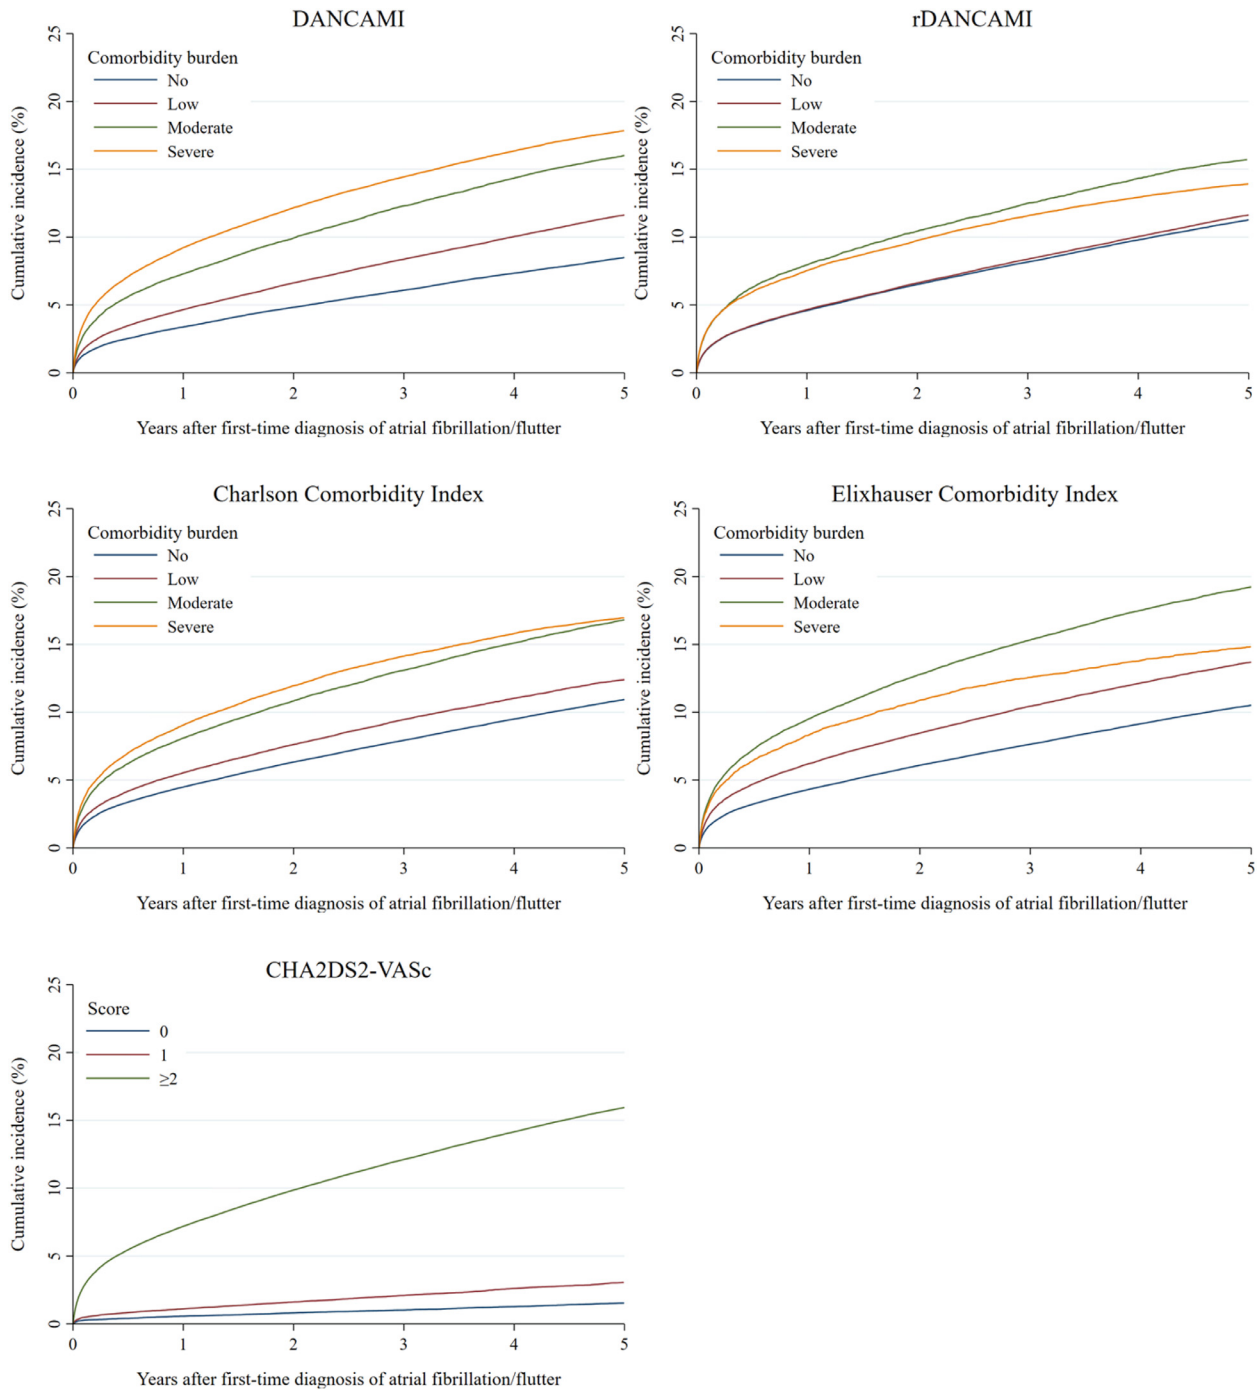 DANCAMI
25
20
15
10
5
0
Cumulative incidence (%)
Comorbidity burden
No
Low
Moderate
Severe
0 1 2 3 4 5
Years after first-time diagnosis of atrial fibrillation/flutter
rDANCAMI
25
20
15
10
5
0
Cumulative incidence (%)
Comorbidity burden
No
Low
Moderate
Severe
0 1 2 3 4 5
Years after first-time diagnosis of atrial fibrillation/flutter
Charlson Comorbidity Index
25
20
15
10
5
0
Cumulative incidence (%)
Comorbidity burden
No
Low
Moderate
Severe
0 1 2 3 4 5
Years after first-time diagnosis of atrial fibrillation/flutter
Elixhauser Comorbidity Index
25
20
15
10
5
0
Cumulative incidence (%)
Comorbidity burden
No
Low
Moderate
Severe
0 1 2 3 4 5
Years after first-time diagnosis of atrial fibrillation/flutter
CHA2DS2-VASc
25
20
15
10
5
0
Cumulative incidence (%)
Score
0
1
≥2
0 1 2 3 4 5
Years after first-time diagnosis of atrial fibrillation/flutter